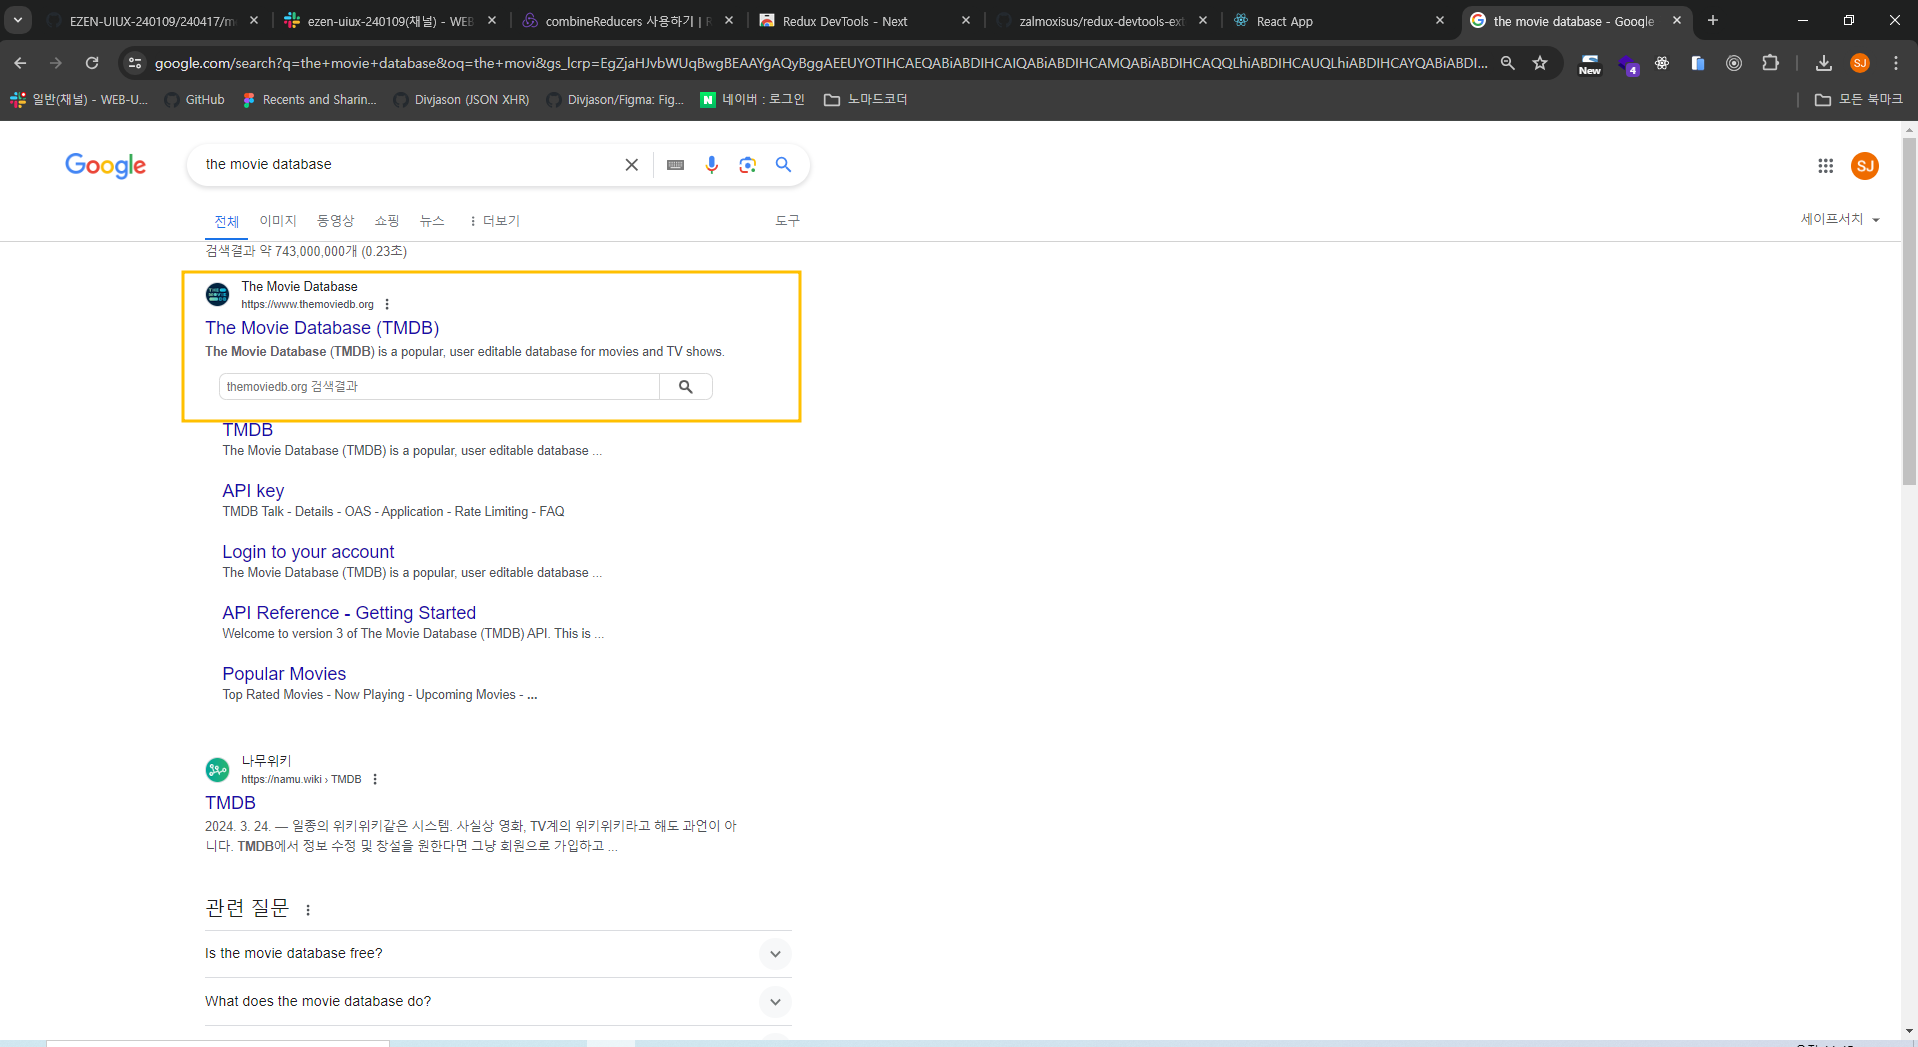 EZEN-UIUX-240109/240417/m
ezen-uiux-240109(채널) - WEB
combineReducers 사용하기 | R
Redux DevTools - Next
zalmoxisus/redux-devtools-ext
React App
the movie database - Google
google.com/search?q=the+movie+database&oq=the+movi&gs_lcrp=EgZjaHJvbWUqBwgBEAAYgAQyBggAEEUYOTIHCAEQABiABDIHCAIQABiABDIHCAMQABiABDIHCAQQLhiABDIHCAUQLhiABDIHCAYQABiABDI...
New
4
SJ
일반(채널) - WEB-U...
GitHub
Recents and Sharin...
Divjason (JSON XHR)
Divjason/Figma: Fig...
N
네이버 : 로그인
노마드코더
모든 북마크
Google
the movie database
SJ
전체
이미지
동영상
쇼핑
뉴스
더보기
도구
세이프서치
검색결과 약 743,000,000개 (0.23초)
The Movie Database
https://www.themoviedb.org
The Movie Database (TMDB)
The Movie Database (TMDB) is a popular, user editable database for movies and TV shows.
themoviedb.org 검색결과
TMDB
The Movie Database (TMDB) is a popular, user editable database ...
API key
TMDB Talk - Details - OAS - Application - Rate Limiting - FAQ
Login to your account
The Movie Database (TMDB) is a popular, user editable database ...
API Reference - Getting Started
Welcome to version 3 of The Movie Database (TMDB) API. This is ...
Popular Movies
Top Rated Movies - Now Playing - Upcoming Movies - ...
나무위키
https://namu.wiki › TMDB
TMDB
2024. 3. 24. — 일종의 위키위키같은 시스템. 사실상 영화, TV계의 위키위키라고 해도 과언이 아
니다. TMDB에서 정보 수정 및 창설을 원한다면 그냥 회원으로 가입하고 ...
관련 질문
Is the movie database free?
What does the movie database do?